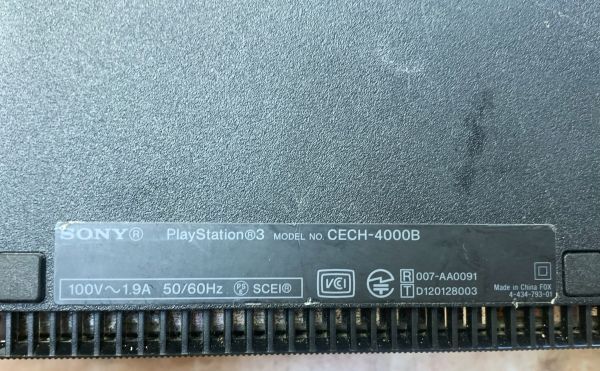 SONY® PlayStation®3 MODEL NO. CECH-4000B
100V～1.9A 50/60Hz PSE SCEI®
VCI
R 007-AA0091
T D120128003
Made in China FOX
4-434-793-01